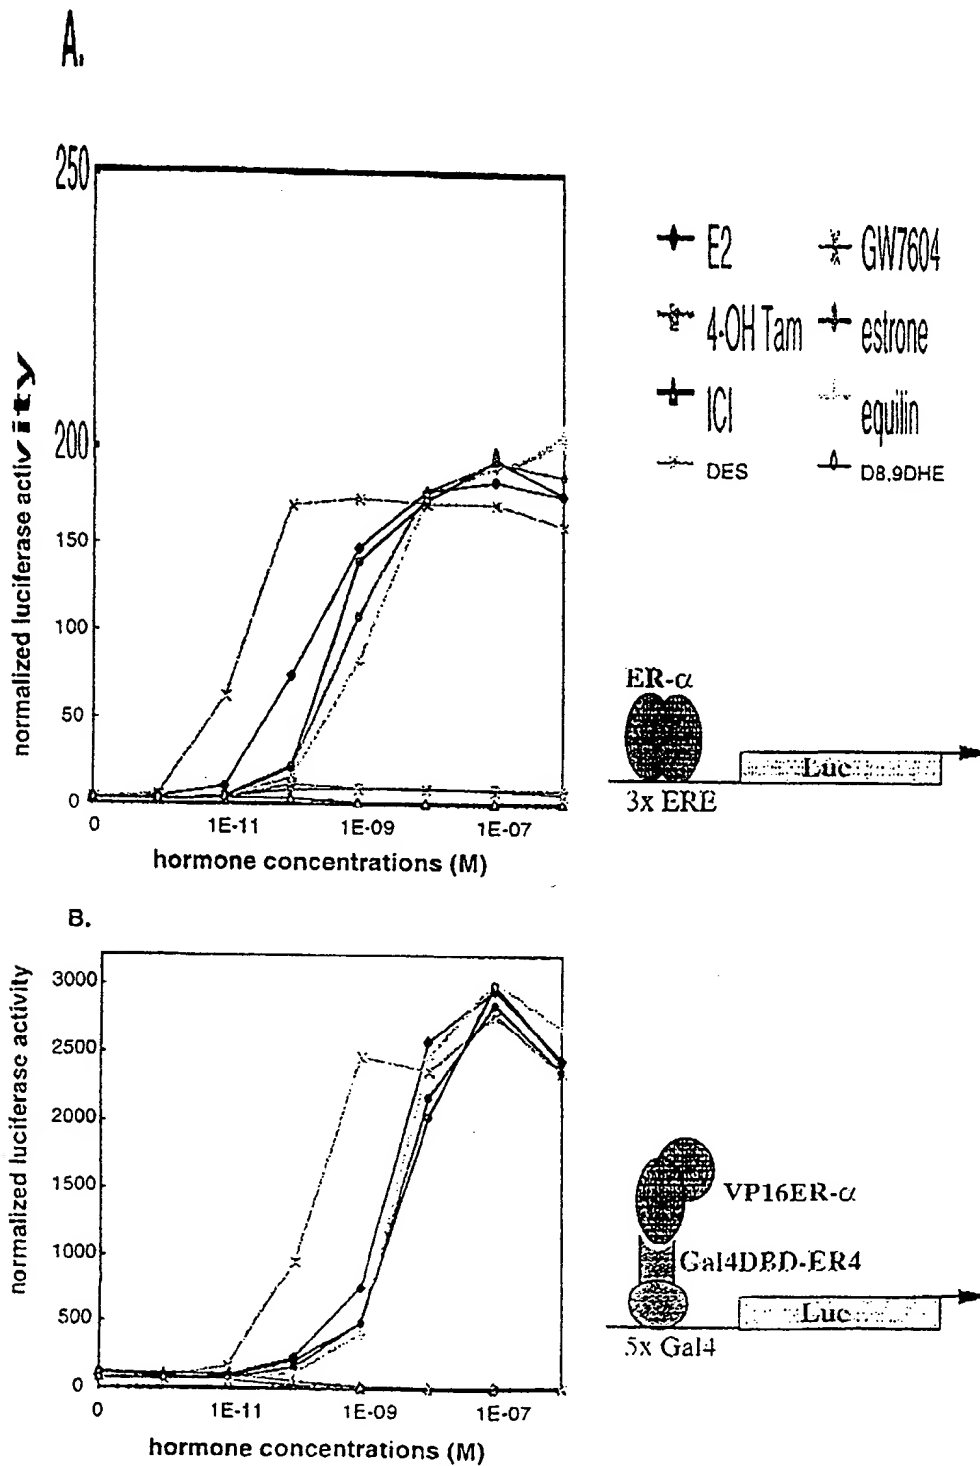 A.
250
200
150
100
50
0
normalized luciferase activity
0 1E-11 1E-09 1E-07
hormone concentrations (M)
E2 GW7604
4-OH Tam estrone
ICI equilin
DES D8,9DHE
ER-α
Luc
3x ERE
B.
3000
2500
2000
1500
1000
500
0
normalized luciferase activity
0 1E-11 1E-09 1E-07
hormone concentrations (M)
VP16ER-α
Gal4DBD-ER4
Luc
5x Gal4